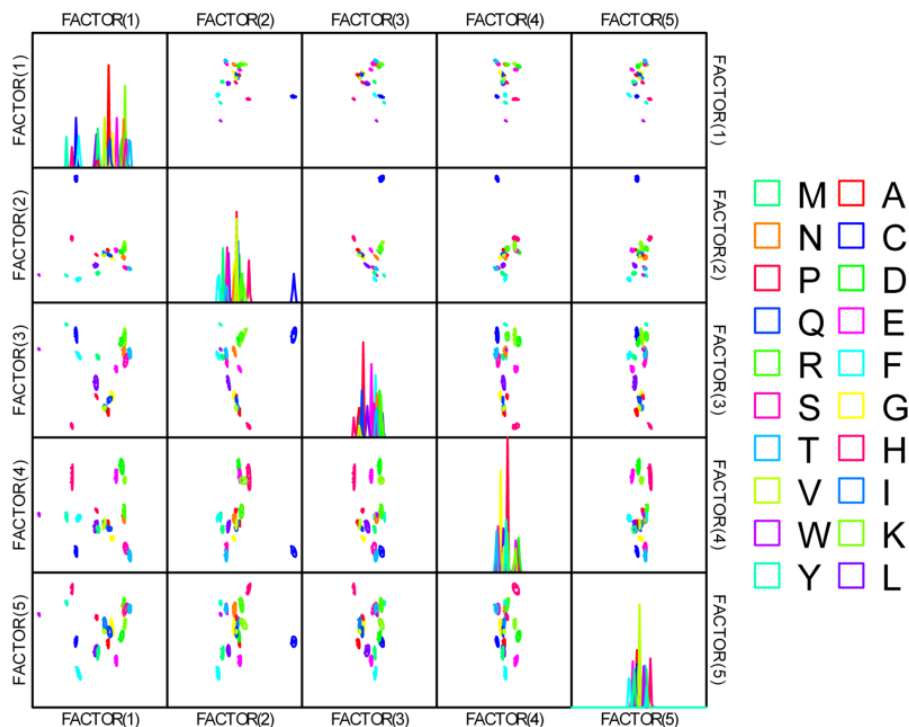 FACTOR(1) FACTOR(2) FACTOR(3) FACTOR(4) FACTOR(5)
FACTOR(1) FACTOR(1)
FACTOR(2) FACTOR(2)
FACTOR(3) FACTOR(3)
FACTOR(4) FACTOR(4)
FACTOR(5) FACTOR(5)
FACTOR(1) FACTOR(2) FACTOR(3) FACTOR(4) FACTOR(5)
M A
N C
P D
Q E
R F
S G
T H
V I
W K
Y L